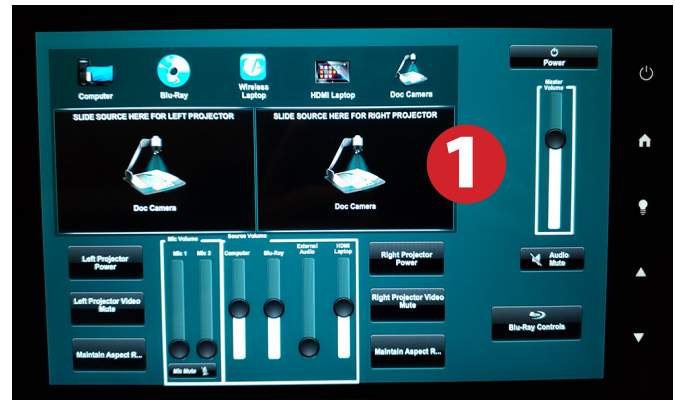 Computer
Blu-Ray
Wireless
Laptop
HDMI Laptop
Doc Camera
Power
Master
Volume
SLIDE SOURCE HERE FOR LEFT PROJECTOR
SLIDE SOURCE HERE FOR RIGHT PROJECTOR
1
Doc Camera
Doc Camera
Mic Volume
Source Volume
Left Projector
Power
Mic 1
Mic 2
Computer
Blu-Ray
External
Audio
HDMI
Laptop
Right Projector
Power
Audio
Mute
Left Projector Video
Mute
Right Projector Video
Mute
Blu-Ray Controls
Maintain Aspect R...
Mic Mute
Maintain Aspect R...